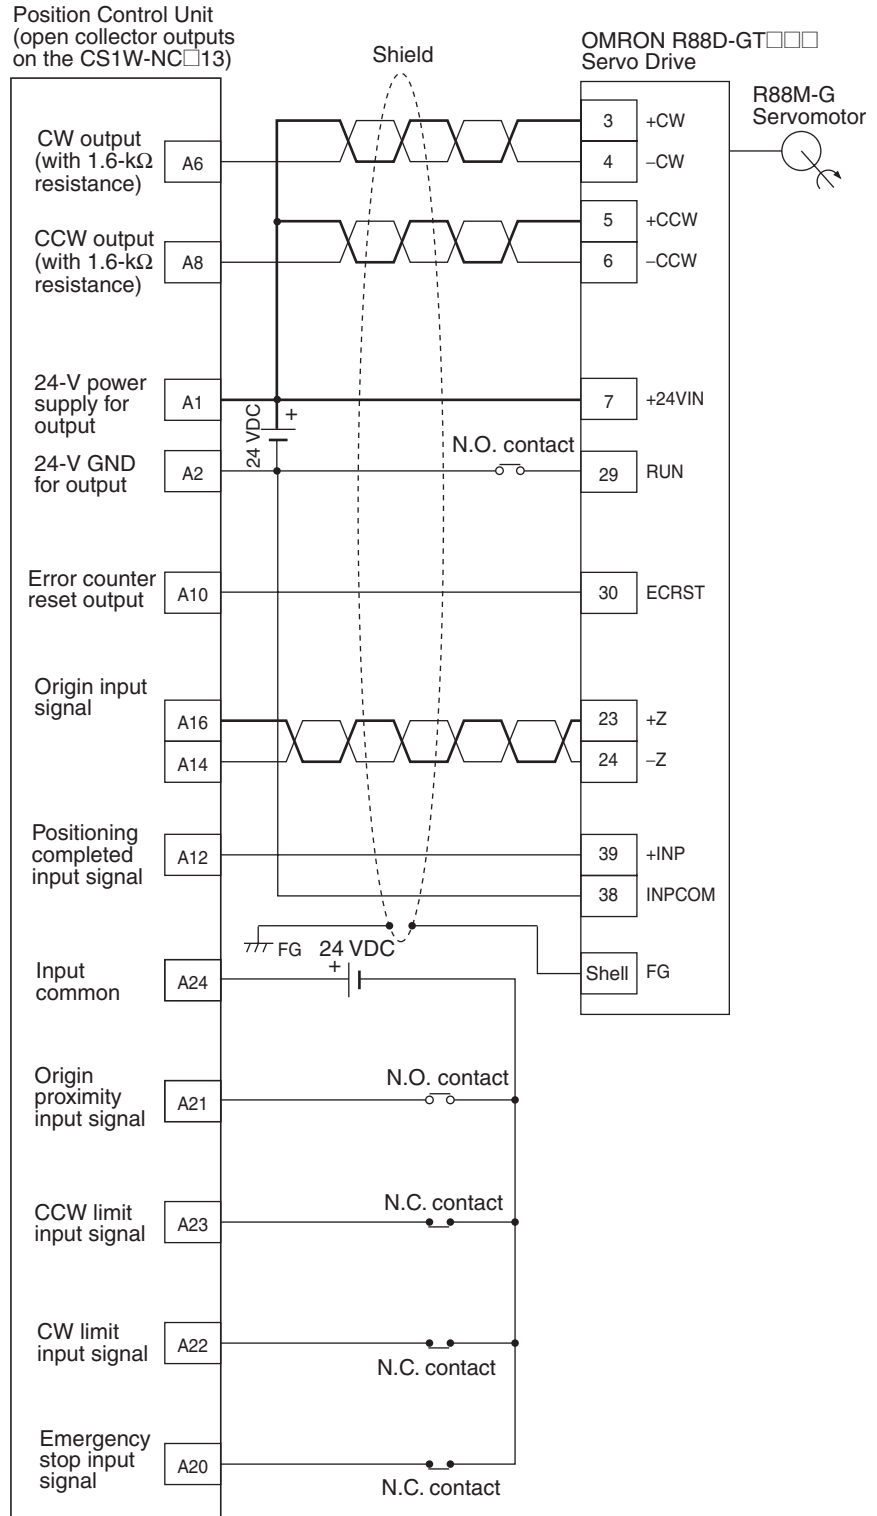 Position Control Unit
(open collector outputs
on the CS1W-NC□13)
Shield
OMRON R88D-GT□□□
Servo Drive
R88M-G
Servomotor
CW output
(with 1.6-kΩ
resistance)
A6
3
+CW
4
−CW
CCW output
(with 1.6-kΩ
resistance)
A8
5
+CCW
6
−CCW
24-V power
supply for
output
A1
24 VDC
+
7
+24VIN
24-V GND
for output
A2
N.O. contact
29
RUN
Error counter
reset output
A10
30
ECRST
Origin input
signal
A16
A14
23
+Z
24
−Z
Positioning
completed
input signal
A12
39
+INP
38
INPCOM
FG
24 VDC
+
Shell
FG
Input
common
A24
Origin
proximity
input signal
A21
N.O. contact
CCW limit
input signal
A23
N.C. contact
CW limit
input signal
A22
N.C. contact
Emergency
stop input
signal
A20
N.C. contact